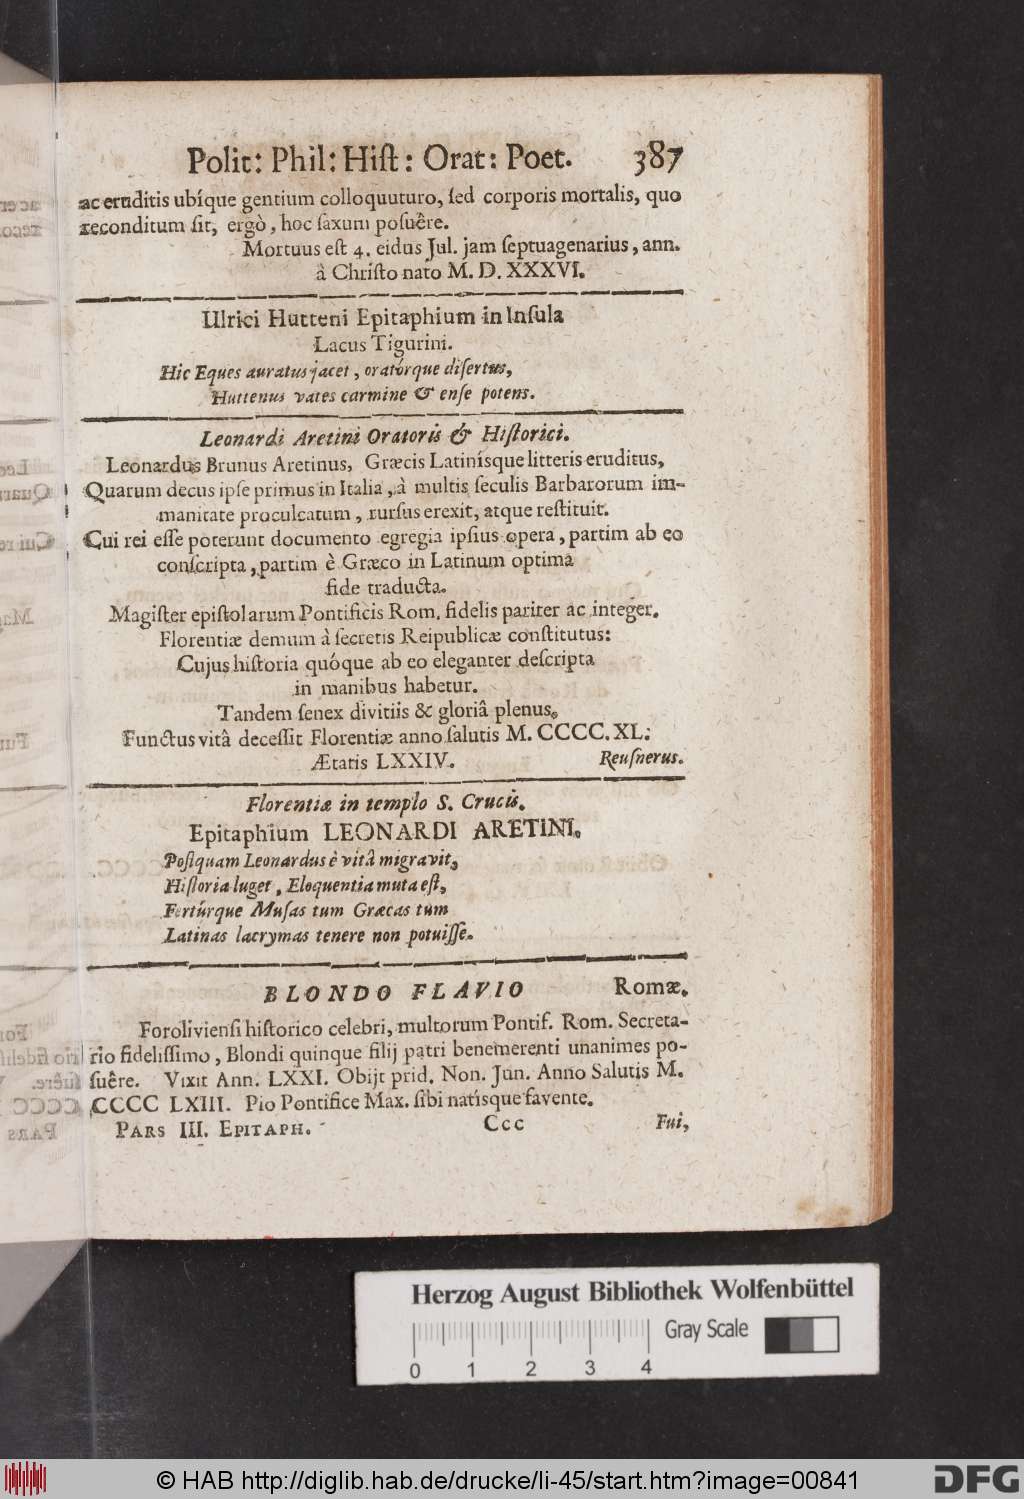 Polit: Phil: Hiſt: Orat: Poet. 387
ac eruditis ubíque gentium colloquuturo, ſed corporis mortalis, quo
reconditum ſit, ergò, hoc ſaxum poſuêre.
Mortuus eſt 4. eidus Jul. jam ſeptuagenarius, ann.
à Chriſto nato M. D. XXXVI.
Ulrici Hutteni Epitaphium in Inſula
Lacus Tigurini.
Hic Eques auratus jacet, oratórque diſertus,
Huttenus vates carmine & enſe potens.
Leonardi Aretini Oratoris & Hiſtorici.
Leonardus Brunus Aretinus, Græcis Latinísque litteris eruditus,
Quarum decus ipſe primus in Italia, à multis ſeculis Barbarorum im-
manitate proculcatum, rurſus erexit, atque reſtituit.
Cui rei eſſe poterunt documento egregia ipſius opera, partim ab eo
conſcripta, partim è Græco in Latinum optima
fide traducta.
Magiſter epiſtolarum Pontificis Rom. fidelis pariter ac integer.
Florentiæ demum à ſecretis Reipublicæ conſtitutus:
Cujus hiſtoria quóque ab eo eleganter deſcripta
in manibus habetur.
Tandem ſenex divitiis & gloriâ plenus,
Functus vitâ deceſſit Florentiæ anno ſalutis M. CCCC. XL:
Ætatis LXXIV. Reuſnerus.
Florentiæ in templo S. Crucis.
Epitaphium LEONARDI ARETINI.
Poſtquam Leonardus è vitâ migravit,
Hiſtoria luget, Eloquentia muta eſt,
Fertúrque Muſas tum Græcas tum
Latinas lacrymas tenere non potuiſſe.
BLONDO FLAVIO Romæ.
Forolivienſi hiſtorico celebri, multorum Pontif. Rom. Secreta-
rio fideliſſimo, Blondi quinque filij patri benemerenti unanimes po-
ſuêre. Vixit Ann. LXXI. Obijt prid. Non. Jun. Anno Salutis M.
CCCC LXIII. Pio Pontifice Max. ſibi natísque favente.
PARS III. EPITAPH. Ccc Fui,
Herzog August Bibliothek Wolfenbüttel
Gray Scale
0 1 2 3 4
© HAB http://diglib.hab.de/drucke/li-45/start.htm?image=00841
DFG